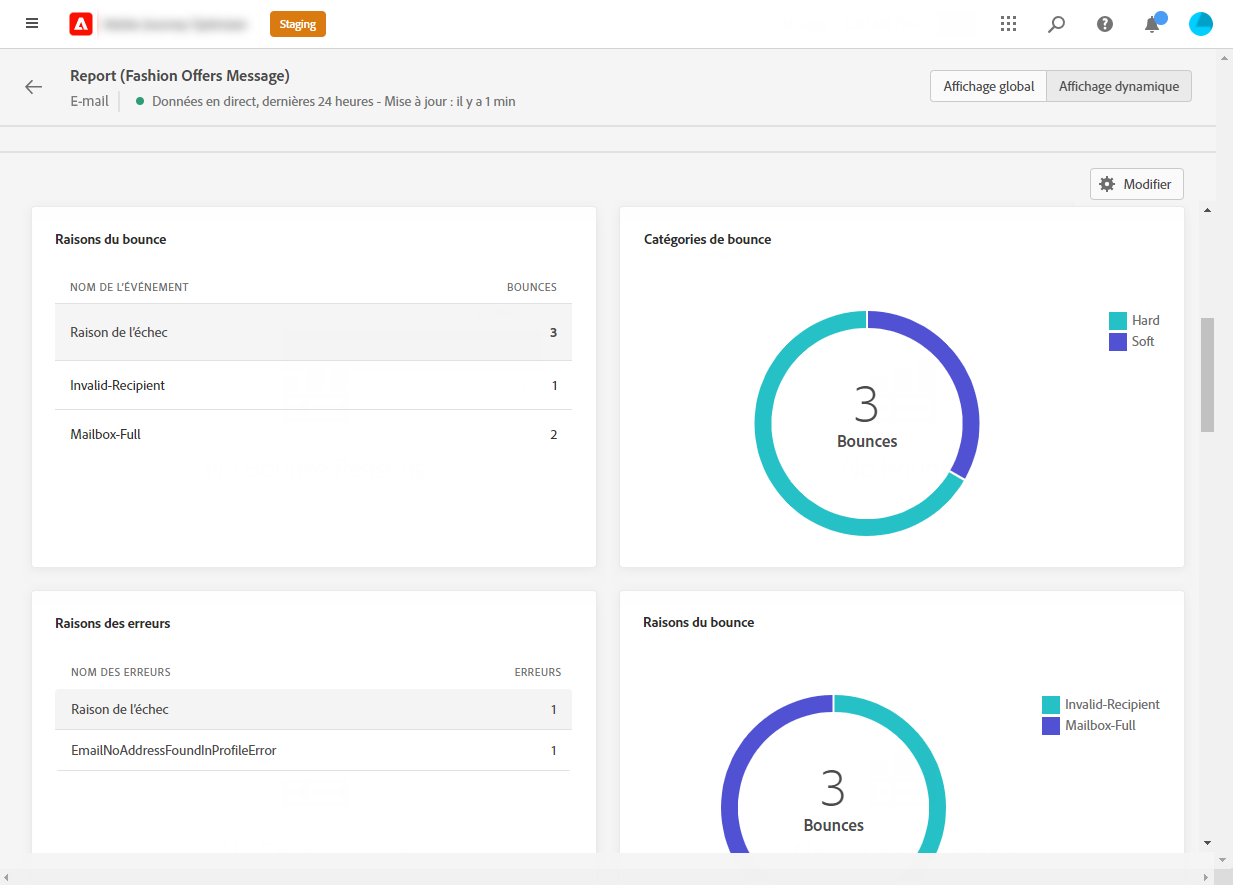 Staging
Report (Fashion Offers Message)
E-mail
Données en direct, dernières 24 heures - Mise à jour : il y a 1 min
Affichage global
Affichage dynamique
Modifier
Raisons du bounce
NOM DE L'ÉVÉNEMENT BOUNCES
Raison de l'échec 3
Invalid-Recipient 1
Mailbox-Full 2
Catégories de bounce
Hard
Soft
3
Bounces
Raisons des erreurs
NOM DES ERREURS ERREURS
Raison de l'échec 1
EmailNoAddressFoundInProfileError 1
Raisons du bounce
Invalid-Recipient
Mailbox-Full
3
Bounces